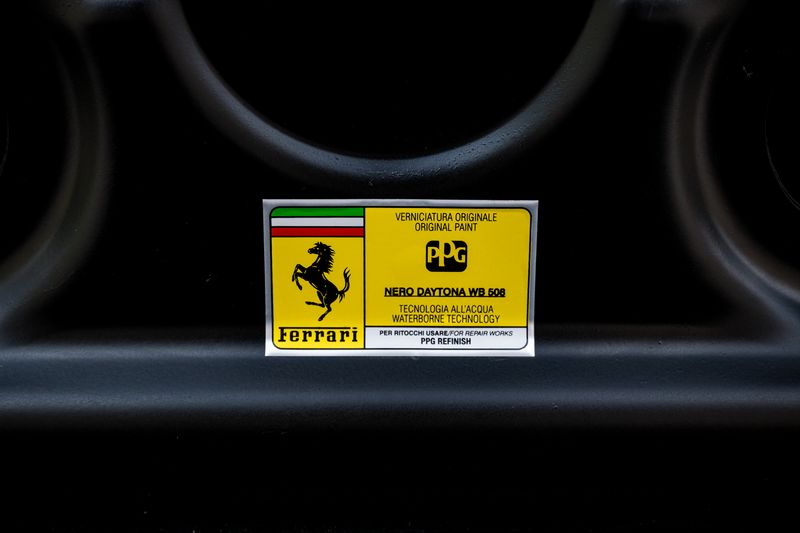 VERNICIATURA ORIGINALE
ORIGINAL PAINT
PPG
NERO DAYTONA WB 508
TECNOLOGIA ALL'ACQUA
WATERBORNE TECHNOLOGY
Ferrari
PER RITOCCHI USARE/FOR REPAIR WORKS
PPG REFINISH